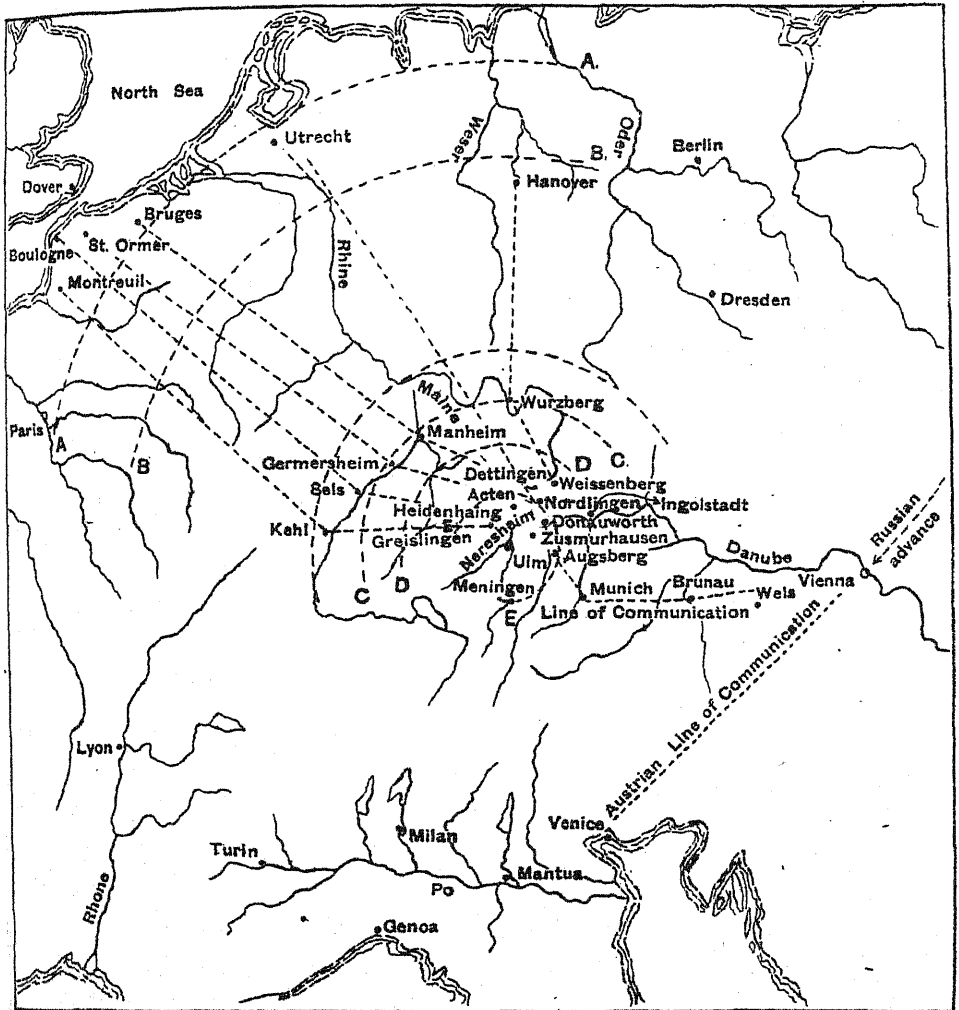 North Sea
A.
Utrecht
Weser
Oder
B.
Berlin
Hanover
Dover
Bruges
St. Ormer
Boulogne
Rhine
Montreuil
Dresden
Maine
Wurzberg
Paris
A
B
Manheim
Germersheim
Dettingen
D
C.
Weissenberg
Sels
Acten
Nordlingen
Ingolstadt
Heidenhaing
Kehl
E
Greislingen
Neresheim
Donauworth
Zusmurhausen
Ulm
Augsberg
Danube
Russian
advance
C
D
Meningen
E
Munich
Brunau
Wels
Vienna
Line of Communication
Austrian Line of Communication
Lyon
Venice
Milan
Turin
Mantua
Po
Rhone
Genoa